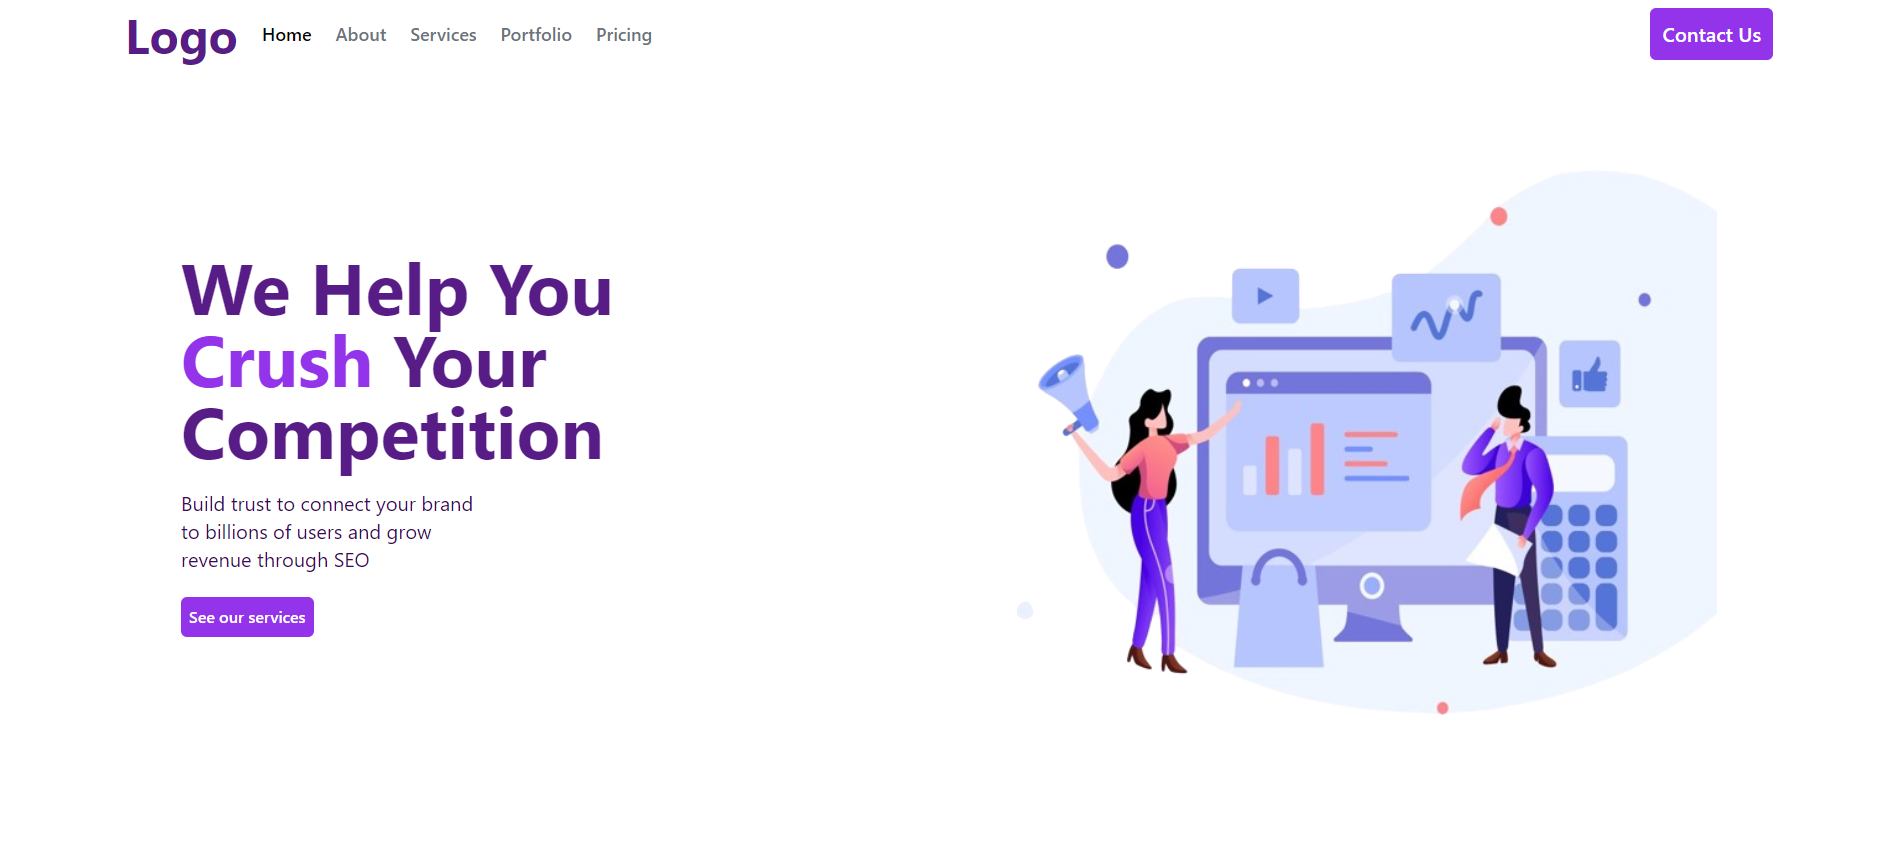 Logo Home About Services Portfolio Pricing Contact Us
We Help You
Crush Your
Competition
Build trust to connect your brand
to billions of users and grow
revenue through SEO
See our services